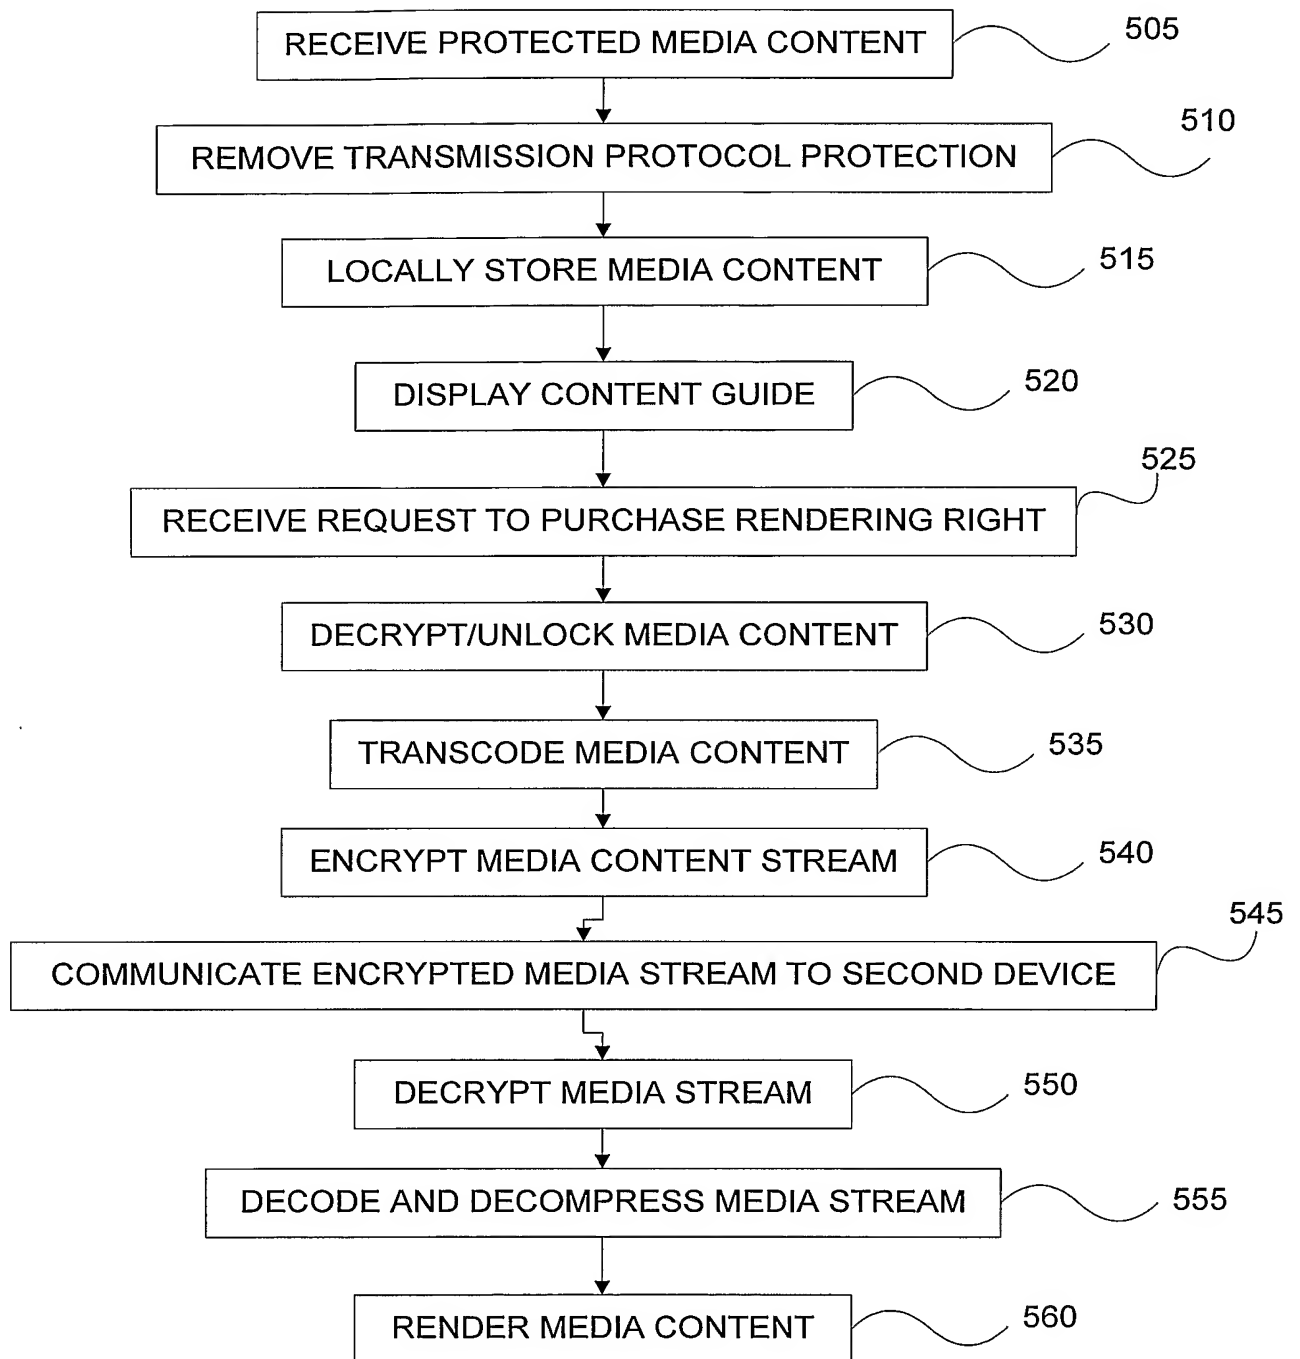 RECEIVE PROTECTED MEDIA CONTENT 505
REMOVE TRANSMISSION PROTOCOL PROTECTION 510
LOCALLY STORE MEDIA CONTENT 515
DISPLAY CONTENT GUIDE 520
RECEIVE REQUEST TO PURCHASE RENDERING RIGHT 525
DECRYPT/UNLOCK MEDIA CONTENT 530
TRANSCODE MEDIA CONTENT 535
ENCRYPT MEDIA CONTENT STREAM 540
COMMUNICATE ENCRYPTED MEDIA STREAM TO SECOND DEVICE 545
DECRYPT MEDIA STREAM 550
DECODE AND DECOMPRESS MEDIA STREAM 555
RENDER MEDIA CONTENT 560